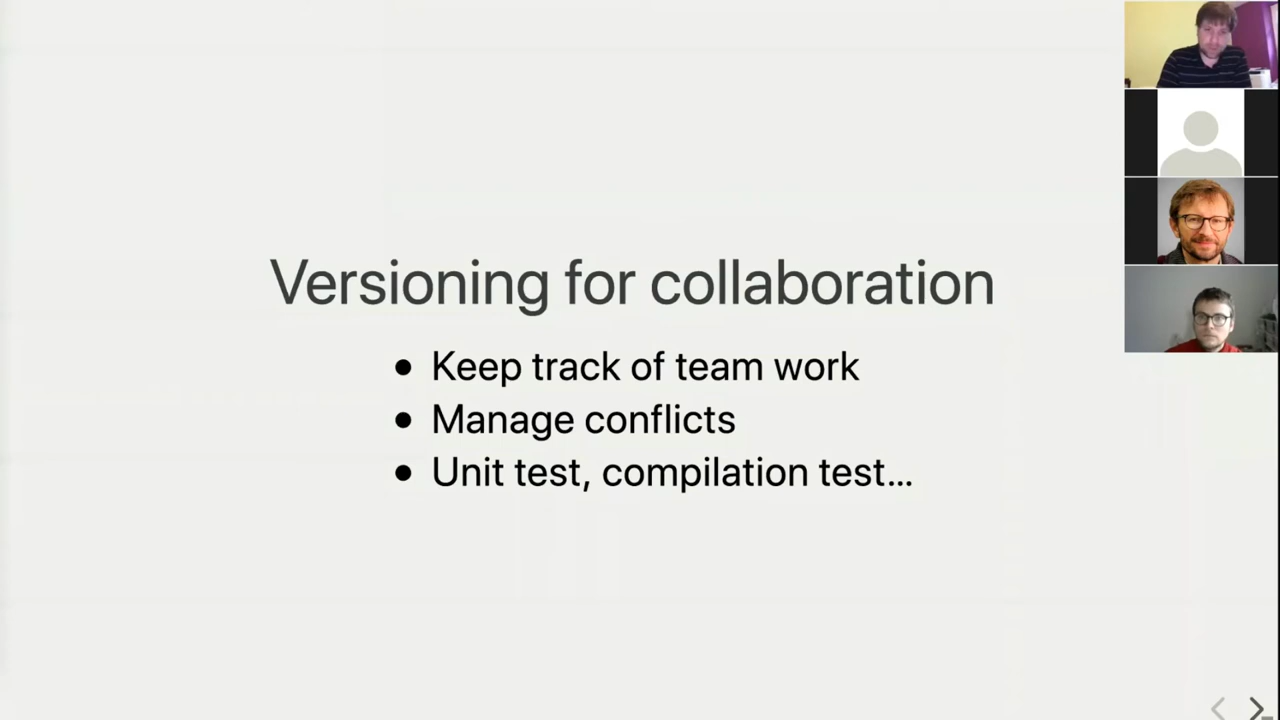 Versioning for collaboration
● Keep track of team work
● Manage conflicts
● Unit test, compilation test...